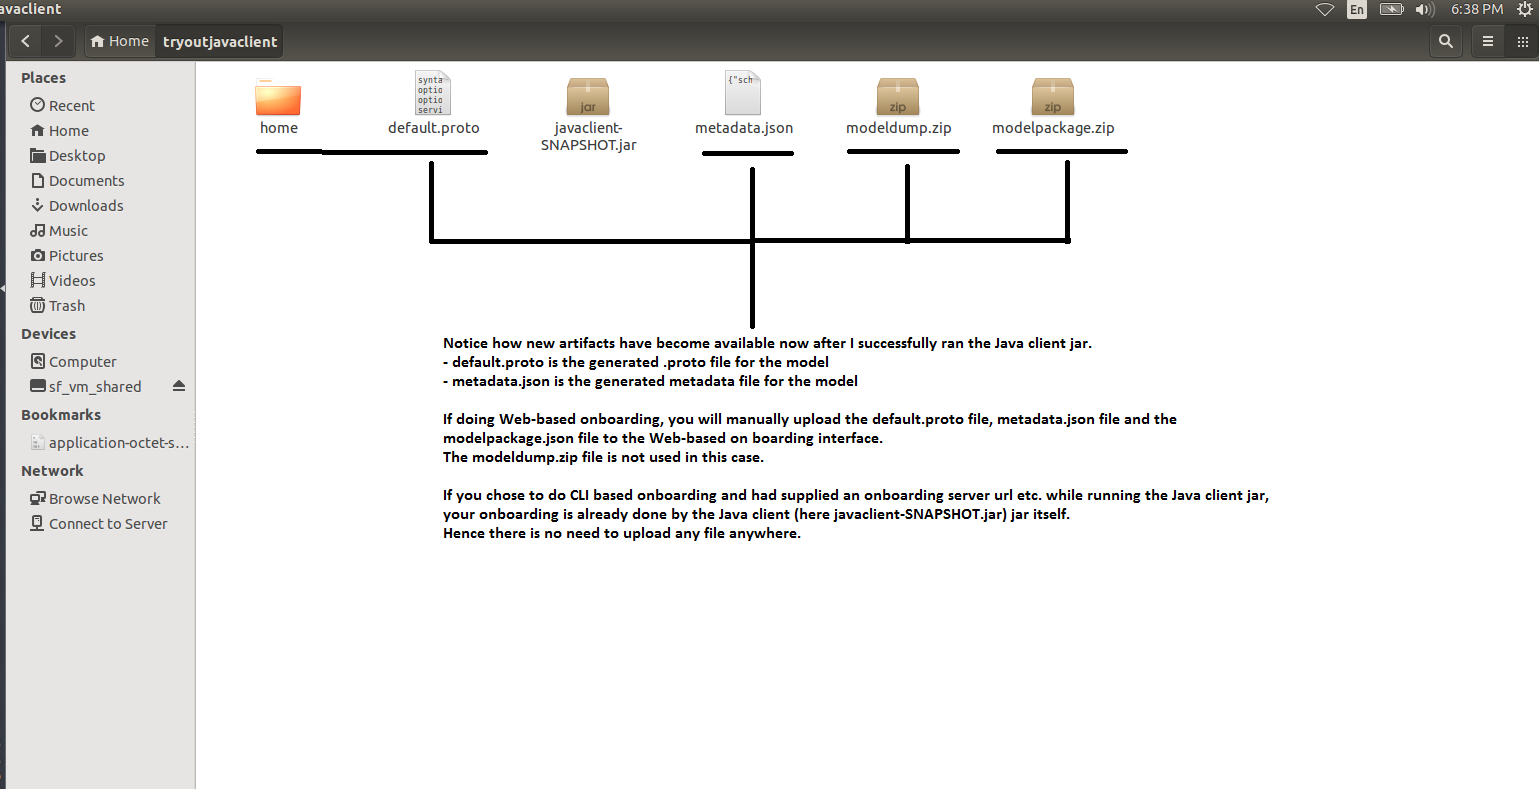 avaclient
En
6:38 PM
Home
tryoutjavaclient
Places
Recent
Home
Desktop
Documents
Downloads
Music
Pictures
Videos
Trash
Devices
Computer
sf_vm_shared
Bookmarks
application-octet-s...
Network
Browse Network
Connect to Server
synta
optio
optio
servi
jar
{"sch
zip
zip
home
default.proto
javaclient-
SNAPSHOT.jar
metadata.json
modeldump.zip
modelpackage.zip
Notice how new artifacts have become available now after I successfully ran the Java client jar.
- default.proto is the generated .proto file for the model
- metadata.json is the generated metadata file for the model
If doing Web-based onboarding, you will manually upload the default.proto file, metadata.json file and the
modelpackage.json file to the Web-based on boarding interface.
The modeldump.zip file is not used in this case.
If you chose to do CLI based onboarding and had supplied an onboarding server url etc. while running the Java client jar,
your onboarding is already done by the Java client (here javaclient-SNAPSHOT.jar) jar itself.
Hence there is no need to upload any file anywhere.